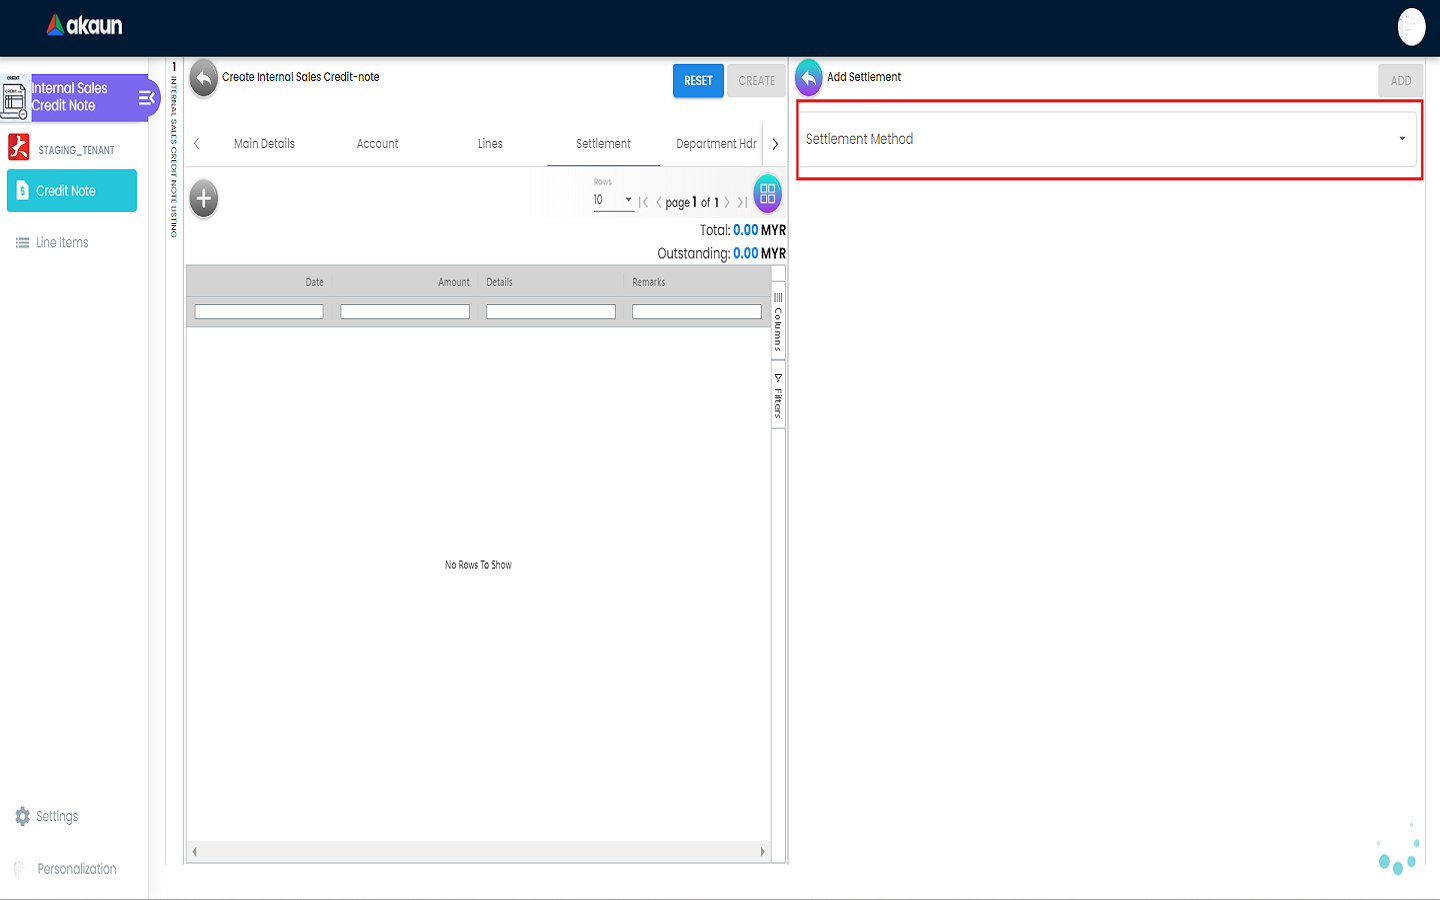 akaun
CREDIT
Internal Sales
Credit Note
STAGING_TENANT
Credit Note
Line Items
Settings
Personalization
1
INTERNAL SALES CREDIT NOTE LISTING
Create Internal Sales Credit-note
RESET
CREATE
Main Details
Account
Lines
Settlement
Department Hdr
Rows
10
page 1 of 1
Total: 0.00 MYR
Outstanding: 0.00 MYR
Date
Amount
Details
Remarks
Columns
Filters
No Rows To Show
Add Settlement
ADD
Settlement Method